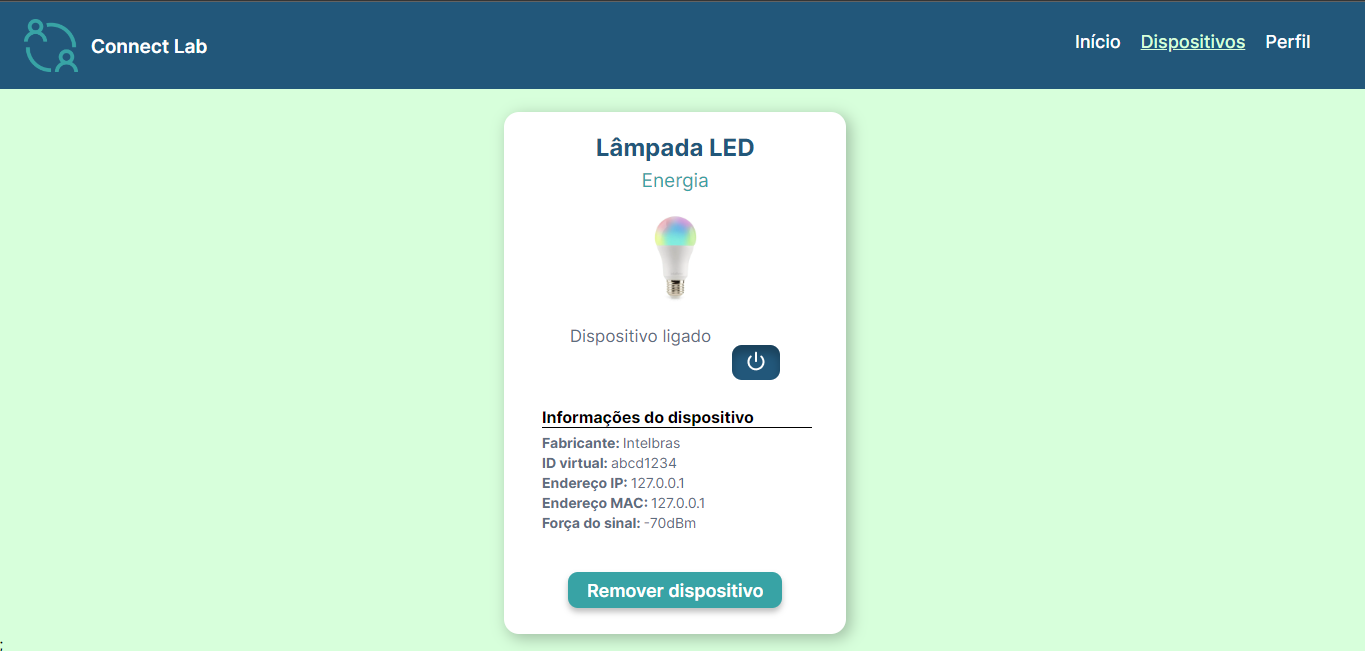 Connect Lab
Início Dispositivos Perfil
Lâmpada LED
Energia
Dispositivo ligado
Informações do dispositivo
Fabricante: Intelbras
ID virtual: abcd1234
Endereço IP: 127.0.0.1
Endereço MAC: 127.0.0.1
Força do sinal: -70dBm
Remover dispositivo
;